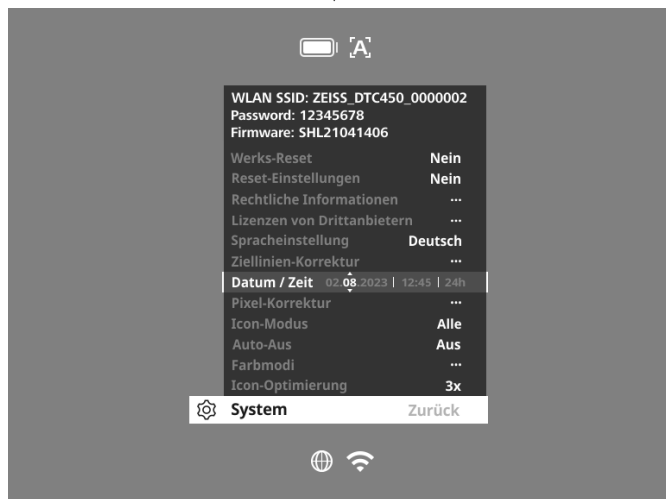 [A]
WLAN SSID: ZEISS_DTC450_0000002
Password: 12345678
Firmware: SHL21041406
Werks-Reset Nein
Reset-Einstellungen Nein
Rechtliche Informationen ...
Lizenzen von Drittanbietern ...
Spracheinstellung Deutsch
Ziellinien-Korrektur ...
Datum / Zeit 02.08.2023 | 12:45 | 24h
Pixel-Korrektur ...
Icon-Modus Alle
Auto-Aus Aus
Farbmodi ...
Icon-Optimierung 3x
System Zurück